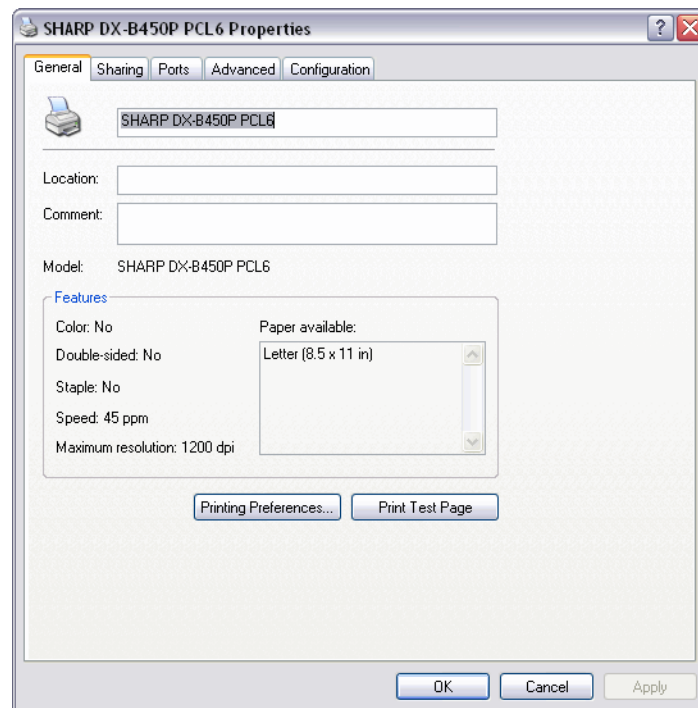 SHARP DX-B450P PCL6 Properties
General Sharing Ports Advanced Configuration
SHARP DX-B450P PCL6
Location:
Comment:
Model: SHARP DX-B450P PCL6
Features
Color: No Paper available:
Double-sided: No Letter (8.5 x 11 in)
Staple: No
Speed: 45 ppm
Maximum resolution: 1200 dpi
Printing Preferences... Print Test Page
OK Cancel Apply